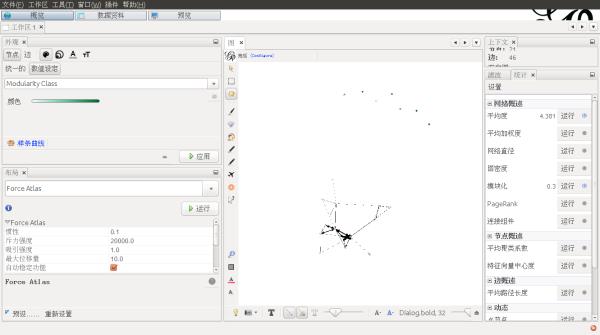 文件(F) 工作区 工具(T) 窗口(W) 插件 帮助(H)
概览 数据资料 预览
工作区 1
外观
节点 边
统一的 数值设定
Modularity Class
颜色
样条曲线
应用
布局
Force Atlas
运行
Force Atlas
惯性 0.1
斥力强度 20000.0
吸引强度 1.0
最大位移量 10.0
自动稳定功能
Force Atlas
预设...... 重新设置
图
Dialog.bold, 32
上下文
边: 46
滤波 统计
设置
网络概述
平均度 4.381 运行
平均加权度 运行
网络直径 运行
图密度 运行
模块化 0.3 运行
PageRank 运行
连接组件 运行
节点概述
平均聚类系数 运行
特征向量中心度 运行
边概述
平均路径长度 运行
动态